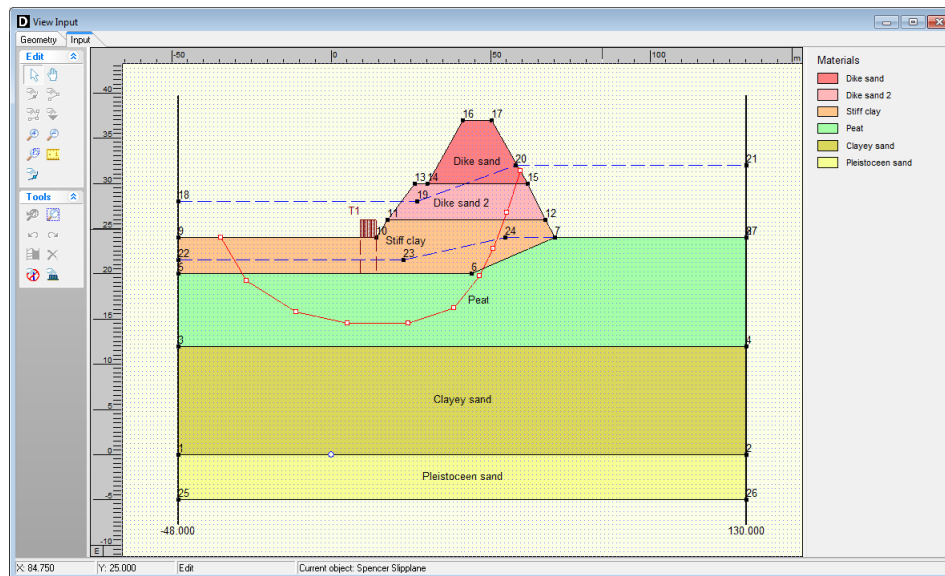 D View Input
Geometry Input
Edit
Tools
-50 0 50 100 m
40
35
30
25
20
15
10
5
0
-5
-10
E
16 17
Dike sand
20 21
13 14 15
18 19
Dike sand 2
T1
11 12
9 10 Stiff clay 24 7
22 23
5 6
Peat
3 4
Clayey sand
1 2
Pleistoceen sand
25 26
-48.000 130.000
Materials
Dike sand
Dike sand 2
Stiff clay
Peat
Clayey sand
Pleistoceen sand
X: 84.750 Y: 25.000 Edit Current object: Spencer Slipplane